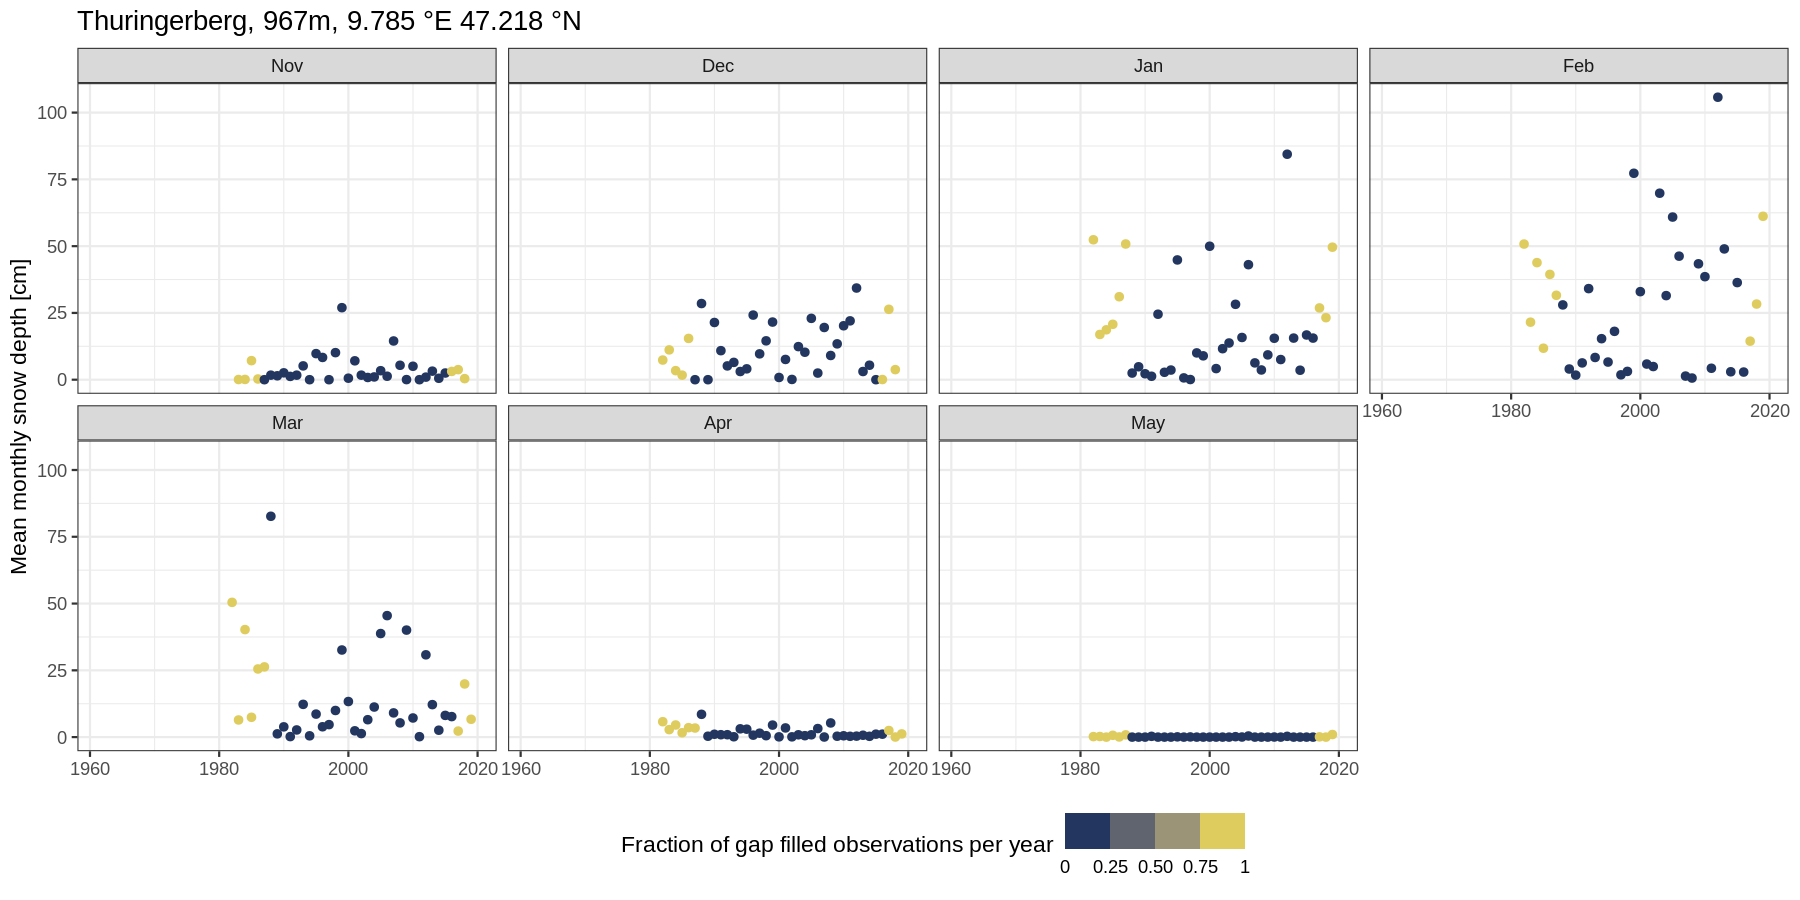 Thuringerberg, 967m, 9.785 °E 47.218 °N
Nov Dec Jan Feb
Mean monthly snow depth [cm]
100
75
50
25
0
1960 1980 2000 2020
Mar Apr May
100
75
50
25
0
1960 1980 2000 2020 1960 1980 2000 2020 1960 1980 2000 2020
Fraction of gap filled observations per year
0 0.25 0.50 0.75 1